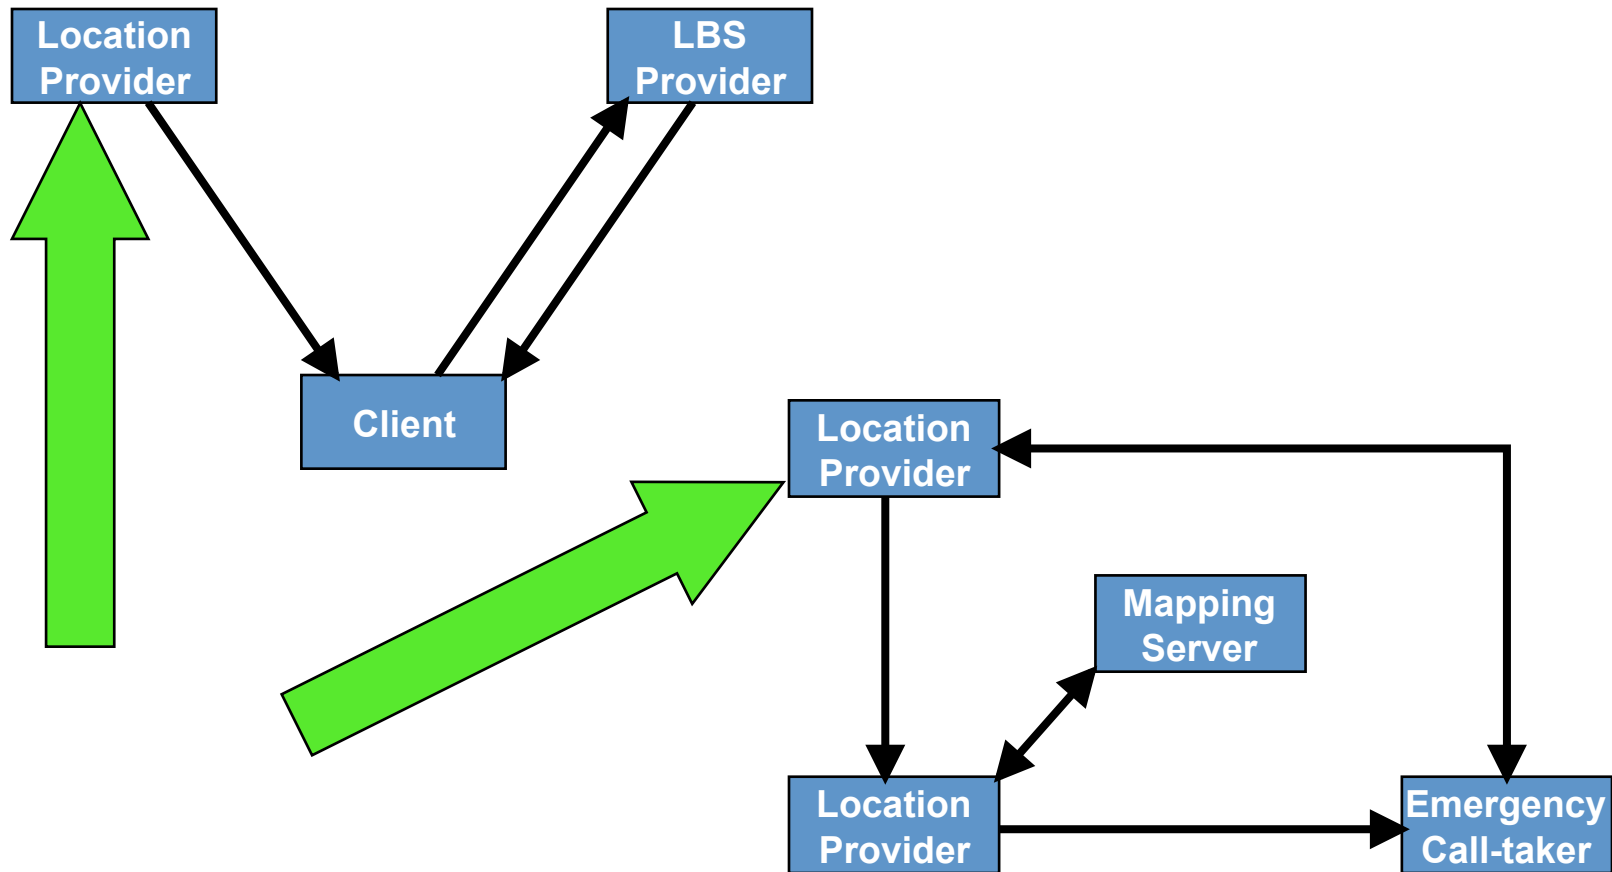 Location
Provider
LBS
Provider
Client
Location
Provider
Mapping
Server
Location
Provider
Emergency
Call-taker